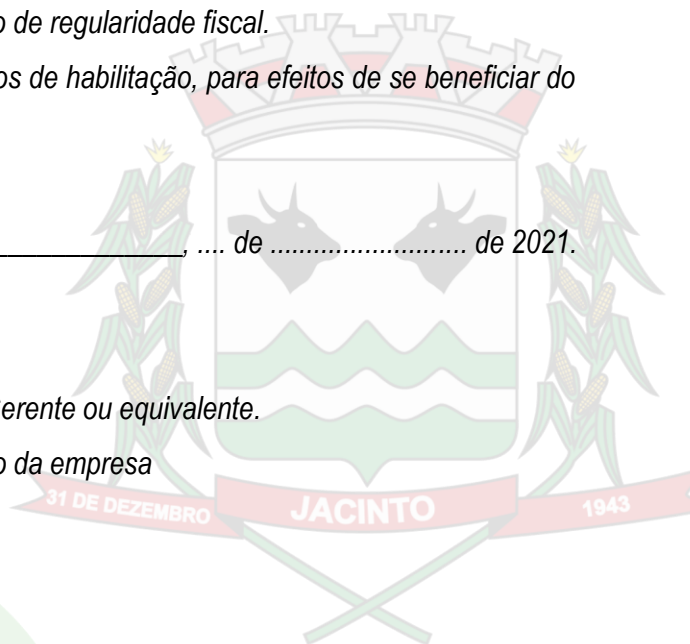 o de regularidade fiscal.
os de habilitação, para efeitos de se beneficiar do
_____________, .... de ............................ de 2021.
erente ou equivalente.
o da empresa
31 DE DEZEMBRO JACINTO 1943